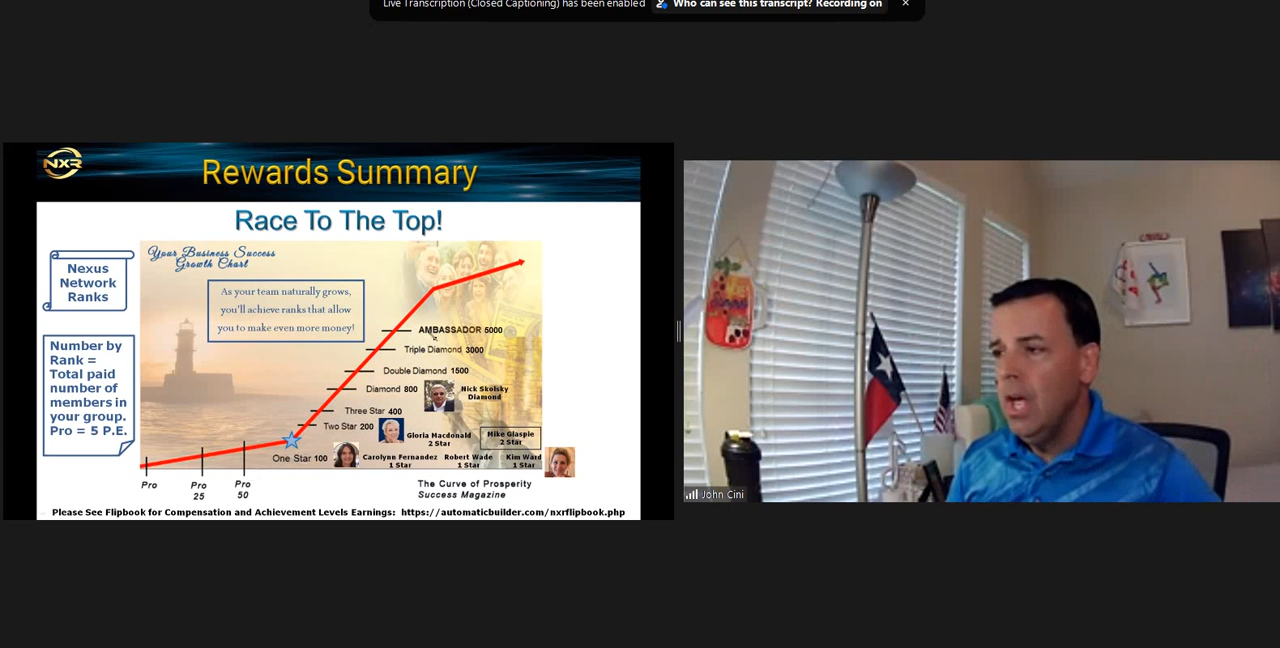 Live Transcription (Closed Captioning) has been enabled
Who can see this transcript? Recording on
NXR
Rewards Summary
Race To The Top!
Nexus
Network
Ranks
Number by
Rank =
Total paid
number of
members in
your group.
Pro = 5 P.E.
Your Business Success
Growth Chart
As your team naturally grows,
you'll achieve ranks that allow
you to make even more money!
AMBASSADOR 5000
Triple Diamond 3000
Double Diamond 1500
Diamond 800
Nick Skolsky
Diamond
Three Star 400
Two Star 200
Gloria Macdonald
2 Star
Mike Glaspie
2 Star
One Star 100
Carolynn Fernandez
1 Star
Robert Wade
1 Star
Kim Ward
1 Star
Pro
Pro
25
Pro
50
The Curve of Prosperity
Success Magazine
Please See Flipbook for Compensation and Achievement Levels Earnings: https://automaticbuilder.com/nxrflipbook.php
John Cini